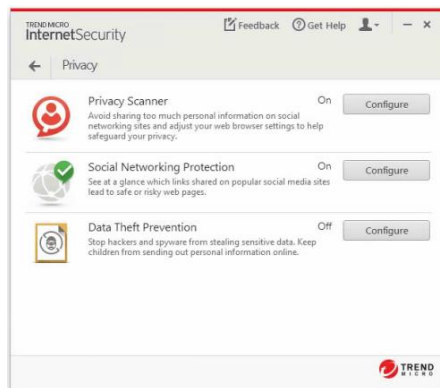 TREND MICRO
InternetSecurity
Feedback
Get Help
Privacy
Privacy Scanner
On
Configure
Avoid sharing too much personal information on social
networking sites and adjust your web browser settings to help
safeguard your privacy.
Social Networking Protection
On
Configure
See at a glance which links shared on popular social media sites
lead to safe or risky web pages.
Data Theft Prevention
Off
Configure
Stop hackers and spyware from stealing sensitive data. Keep
children from sending out personal information online.
TREND
MICRO